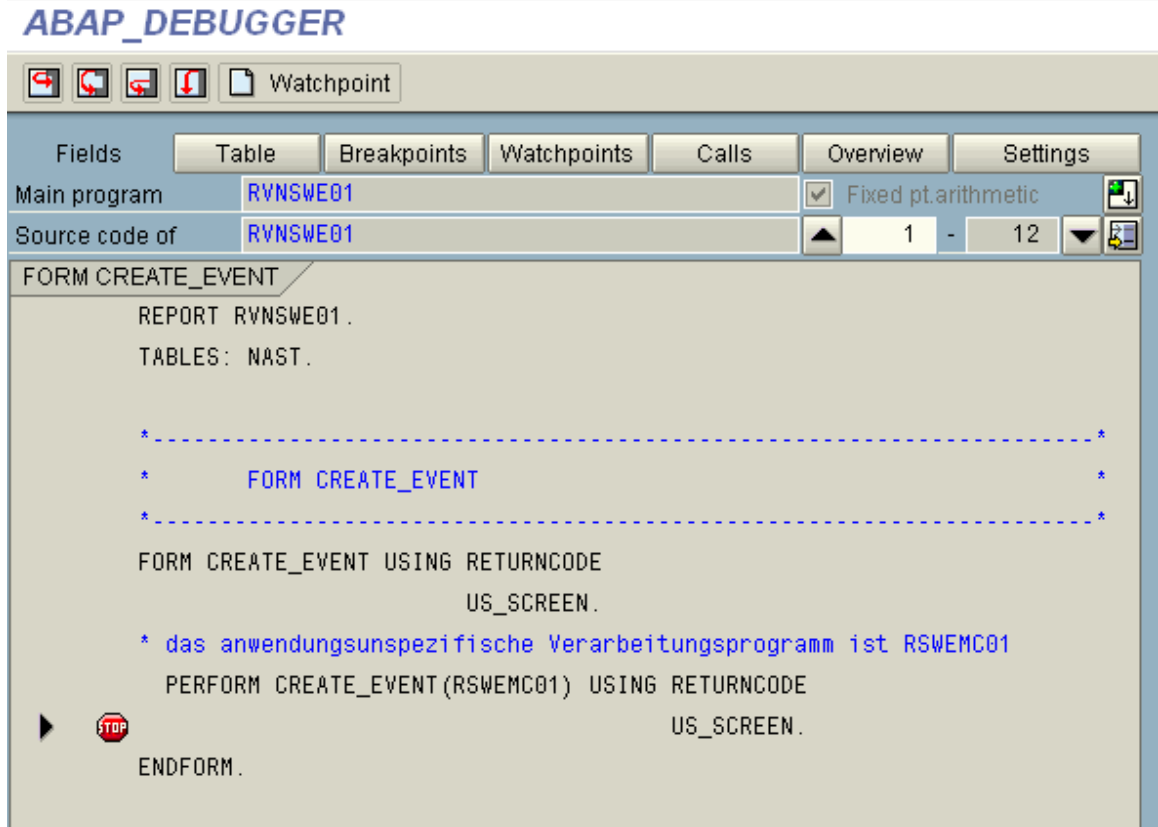 ABAP_DEBUGGER
Watchpoint
Fields Table Breakpoints Watchpoints Calls Overview Settings
Main program RVNSWE01 Fixed pt.arithmetic
Source code of RVNSWE01 1 - 12
FORM CREATE_EVENT
REPORT RVNSWE01.
TABLES: NAST.
*---------------------------------------------------------------------*
* FORM CREATE_EVENT *
*---------------------------------------------------------------------*
FORM CREATE_EVENT USING RETURNCODE
US_SCREEN.
* das anwendungsunspezifische Verarbeitungsprogramm ist RSWEMC01
PERFORM CREATE_EVENT(RSWEMC01) USING RETURNCODE
STOP US_SCREEN.
ENDFORM.